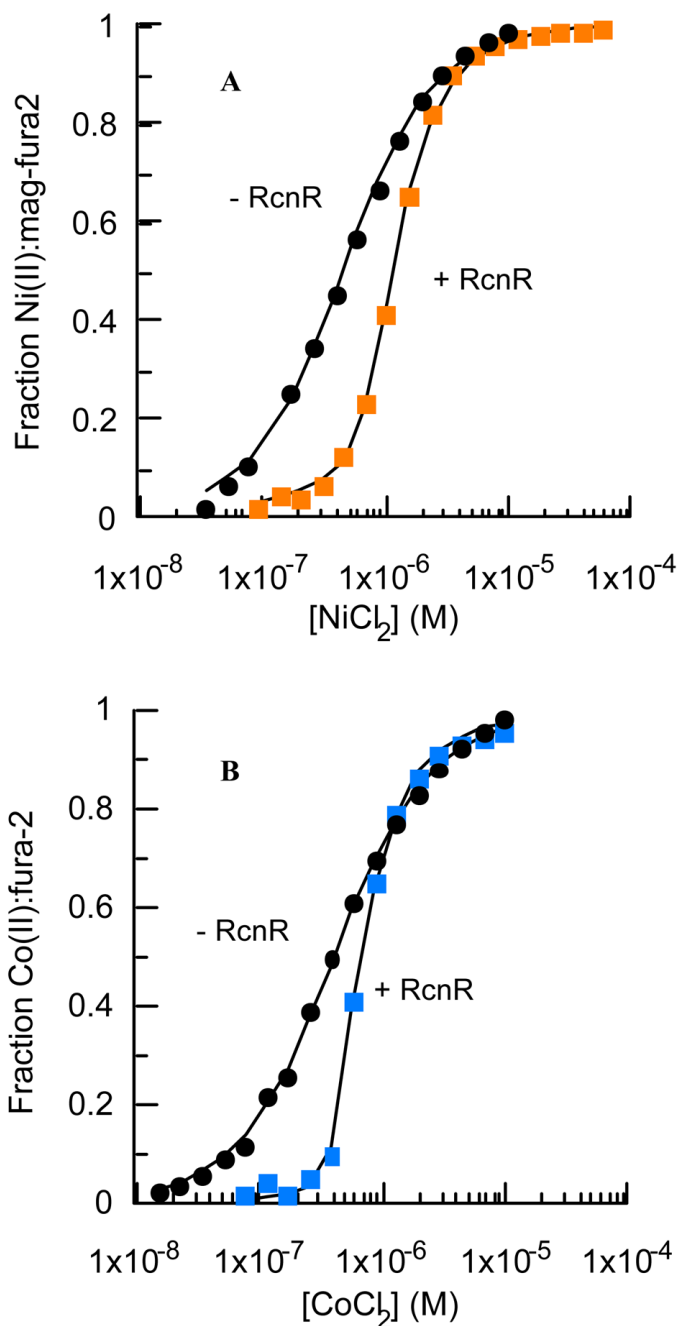 1
A
0.8
- RcnR
0.6
+ RcnR
0.4
0.2
0
Fraction Ni(II):mag-fura2
1x10⁻⁸ 1x10⁻⁷ 1x10⁻⁶ 1x10⁻⁵ 1x10⁻⁴
[NiCl₂] (M)
1
B
0.8
0.6
- RcnR
+ RcnR
0.4
0.2
0
Fraction Co(II):fura-2
1x10⁻⁸ 1x10⁻⁷ 1x10⁻⁶ 1x10⁻⁵ 1x10⁻⁴
[CoCl₂] (M)